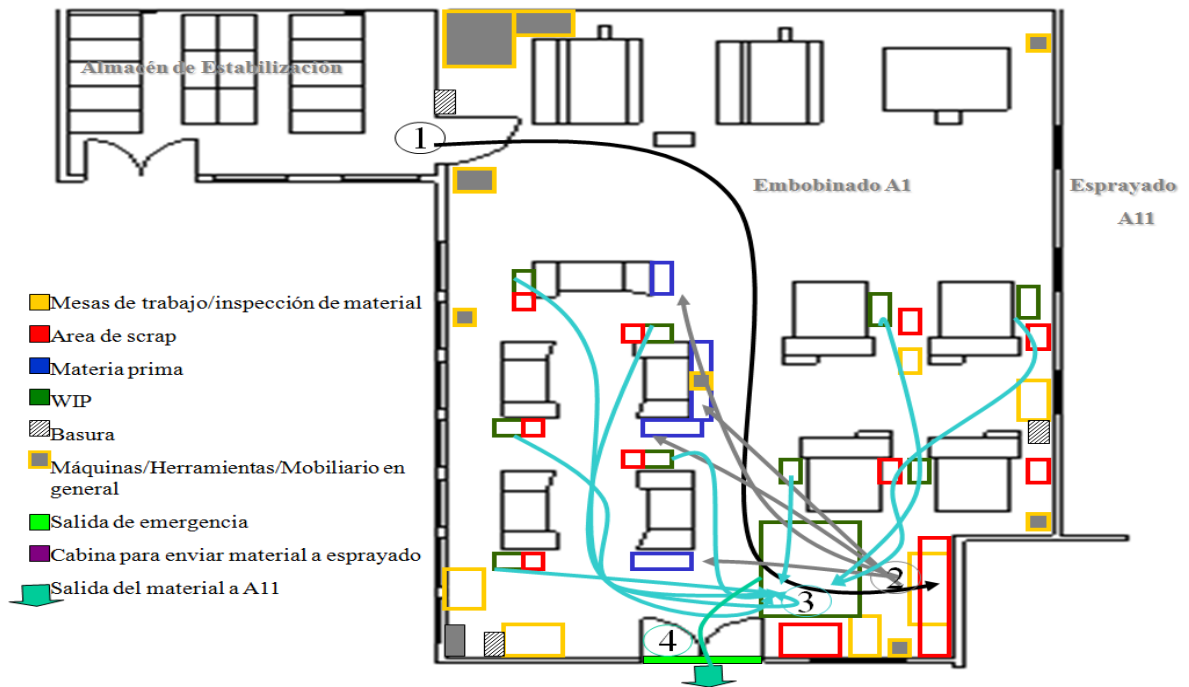 Almacén de Estabilización
1
Embobinado A1
Esprayado
A11
Mesas de trabajo/inspección de material
Area de scrap
Materia prima
WIP
Basura
Máquinas/Herramientas/Mobiliario en
general
Salida de emergencia
Cabina para enviar material a esprayado
Salida del material a A11
2
3
4